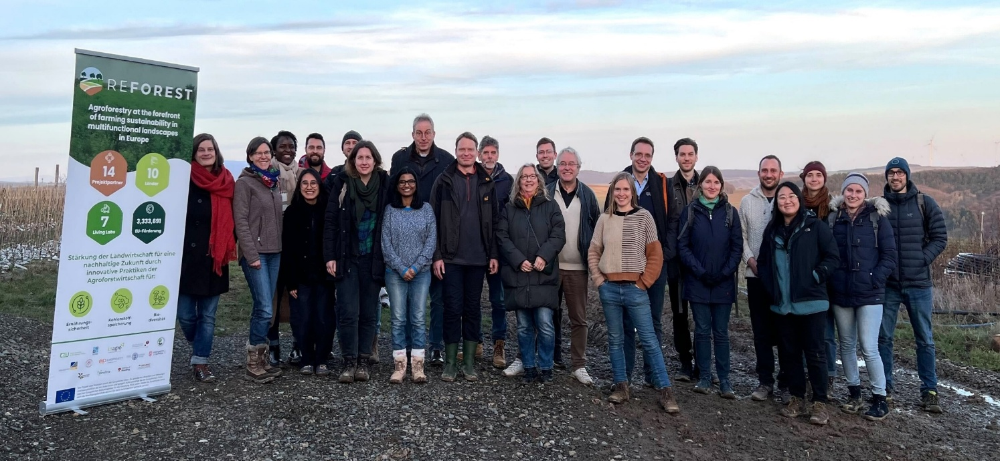 REFOREST
Agroforestry at the forefront
of farming sustainability in
multifunctional landscapes
in Europe
14
Projektpartner
10
Länder
7
Living Labs
3,333,691
EU-Förderung
Stärkung der Landwirtschaft für eine
nachhaltige Zukunft durch
innovative Praktiken der
Agroforstwirtschaft für:
Ernährungs-
sicherheit
Kohlenstoff-
speicherung
Bio-
diversität